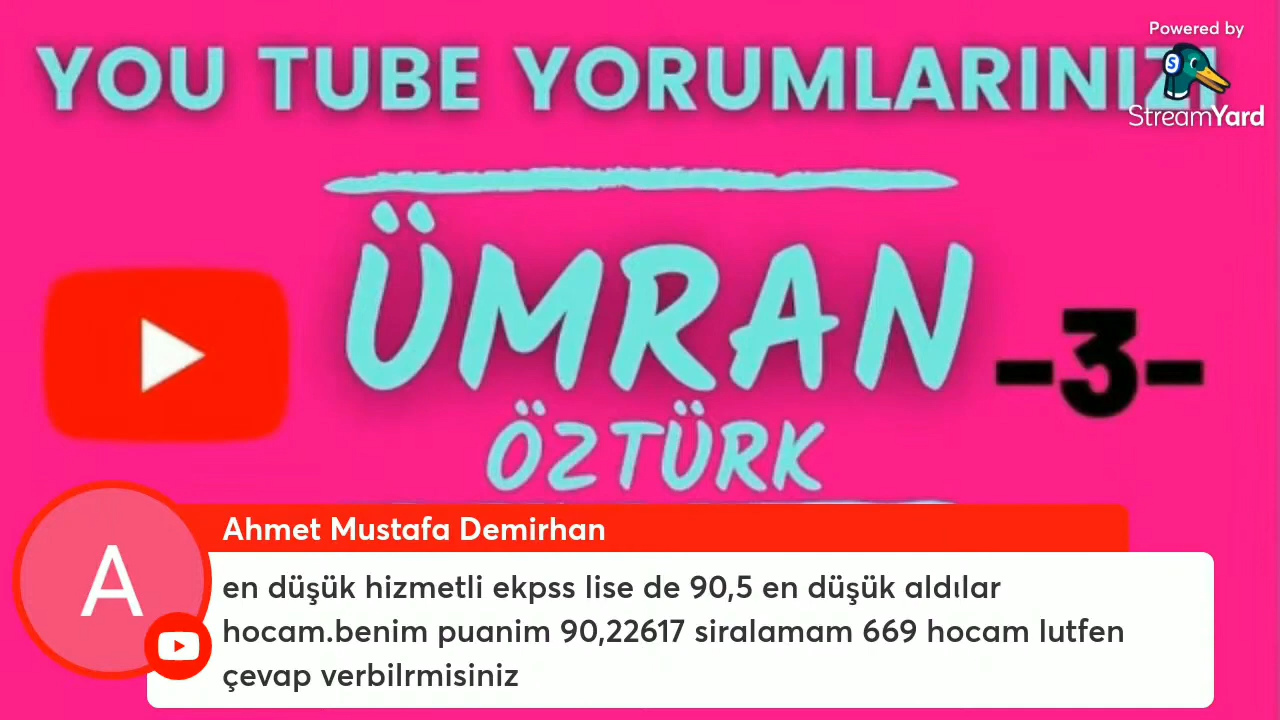 Powered by
YOU TUBE YORUMLARINIZI
StreamYard
ÜMRAN
-3-
ÖZTÜRK
A
Ahmet Mustafa Demirhan
en düşük hizmetli ekpss lise de 90,5 en düşük aldılar
hocam.benim puanim 90,22617 siralamam 669 hocam lutfen
çevap verbilrmisiniz